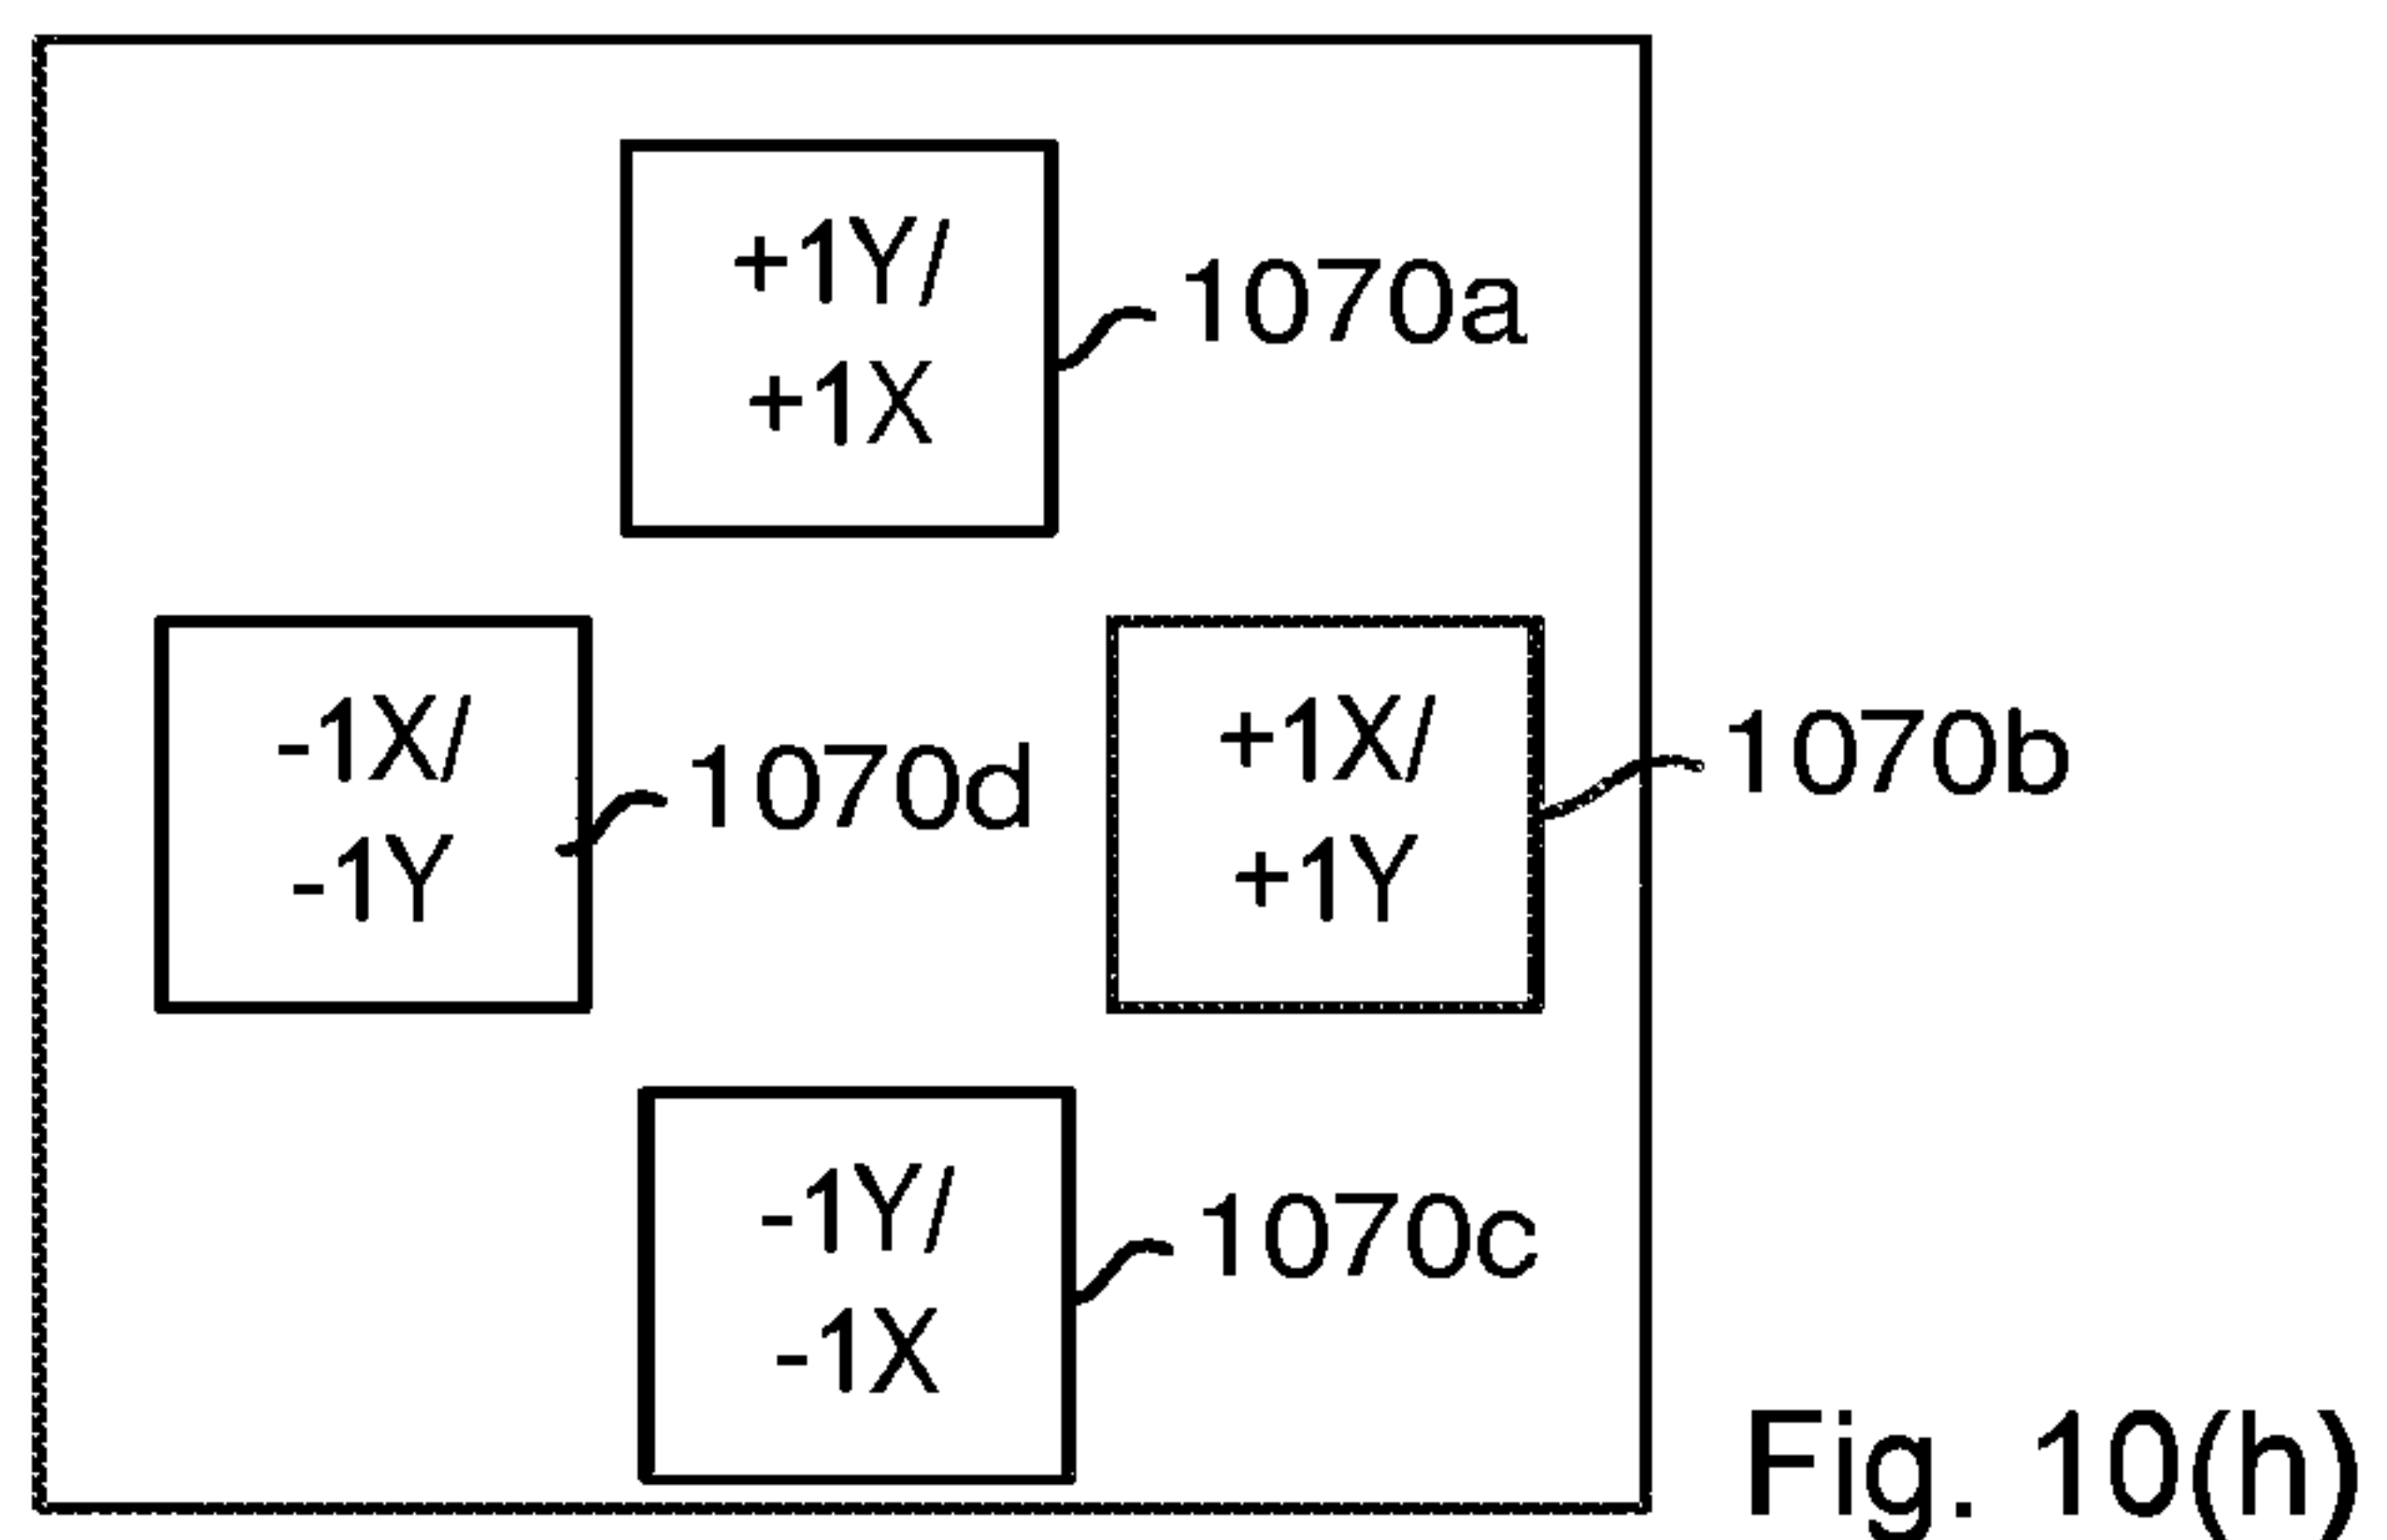 +1Y/
+1X
1070a
-1X/
-1Y
1070d
+1X/
+1Y
1070b
-1Y/
-1X
1070c
Fig. 10(h)